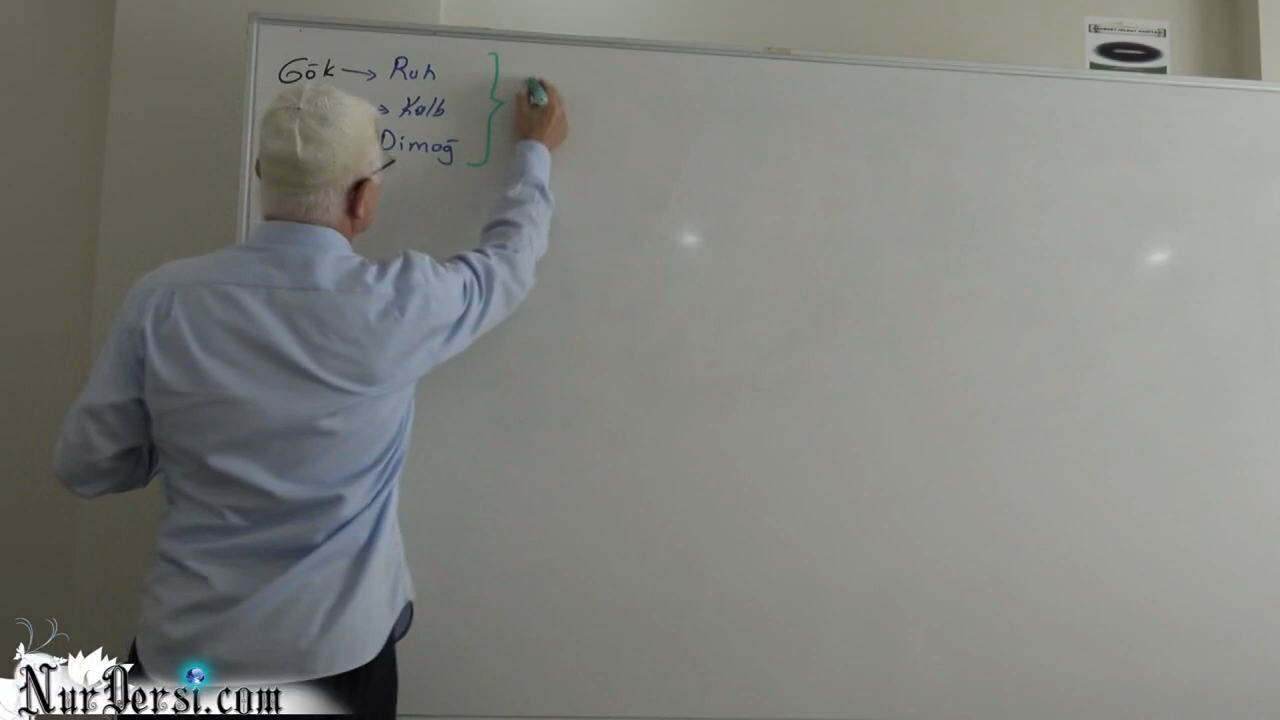 Gök → Ruh
→ Kalb
Dimağ
NurDersi.com